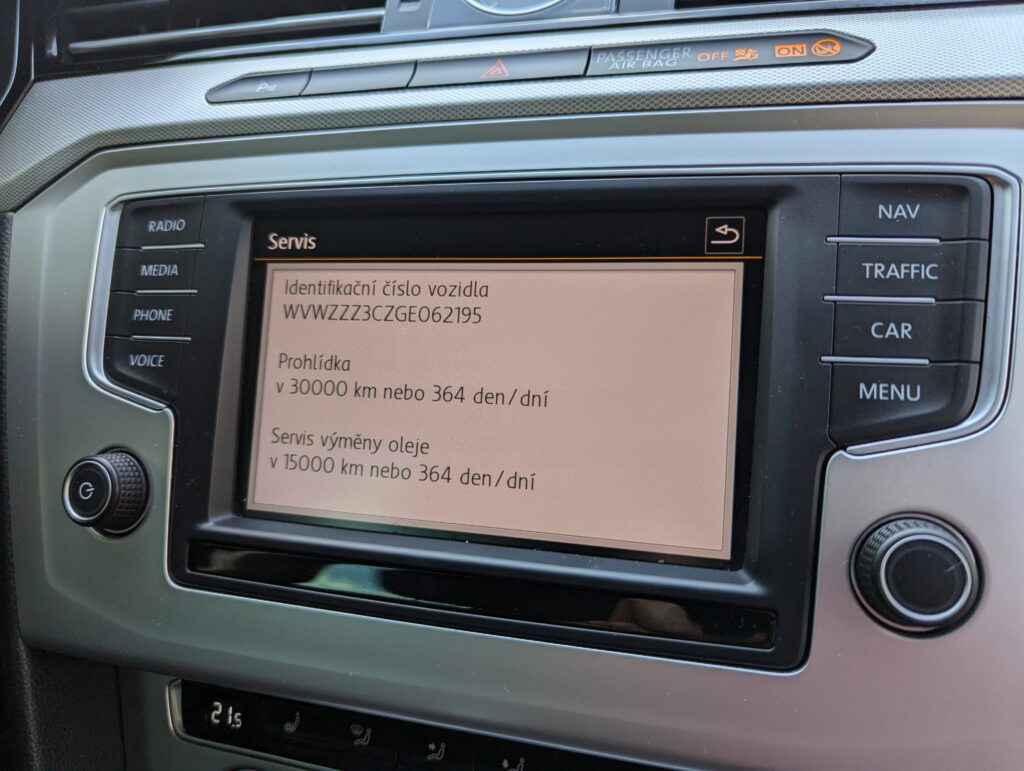 PASSENGER
AIR BAG
OFF
ON
RADIO
MEDIA
PHONE
VOICE
Servis
Identifikační číslo vozidla
WVWZZZ3CZGE062195
Prohlídka
v 30000 km nebo 364 den/dní
Servis výměny oleje
v 15000 km nebo 364 den/dní
NAV
TRAFFIC
CAR
MENU
21.5